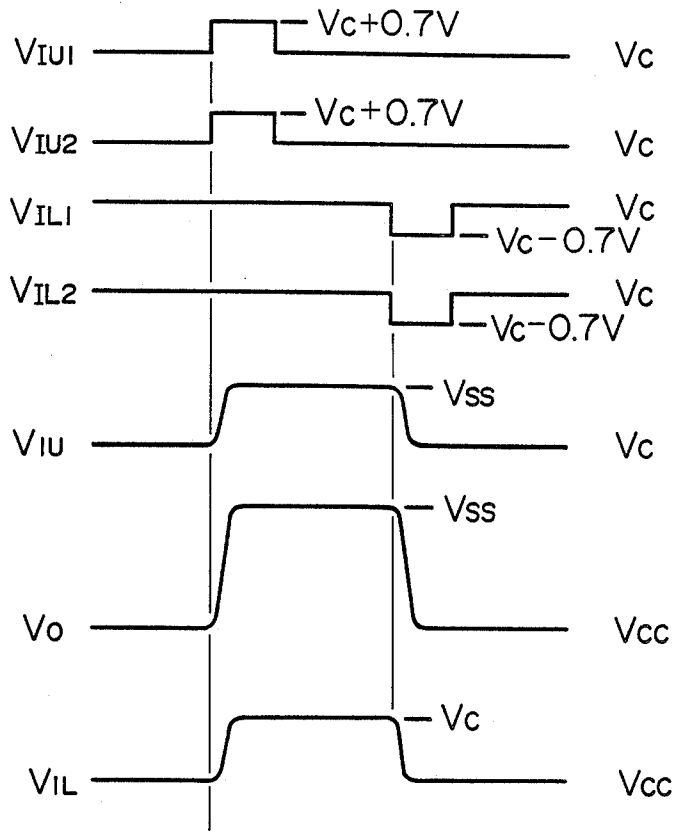 VIU1 Vc+0.7V Vc
VIU2 Vc+0.7V Vc
VIL1 Vc
Vc-0.7V
VIL2 Vc
Vc-0.7V
VSS
VIU Vc
VSS
VO VCC
Vc
VIL VCC